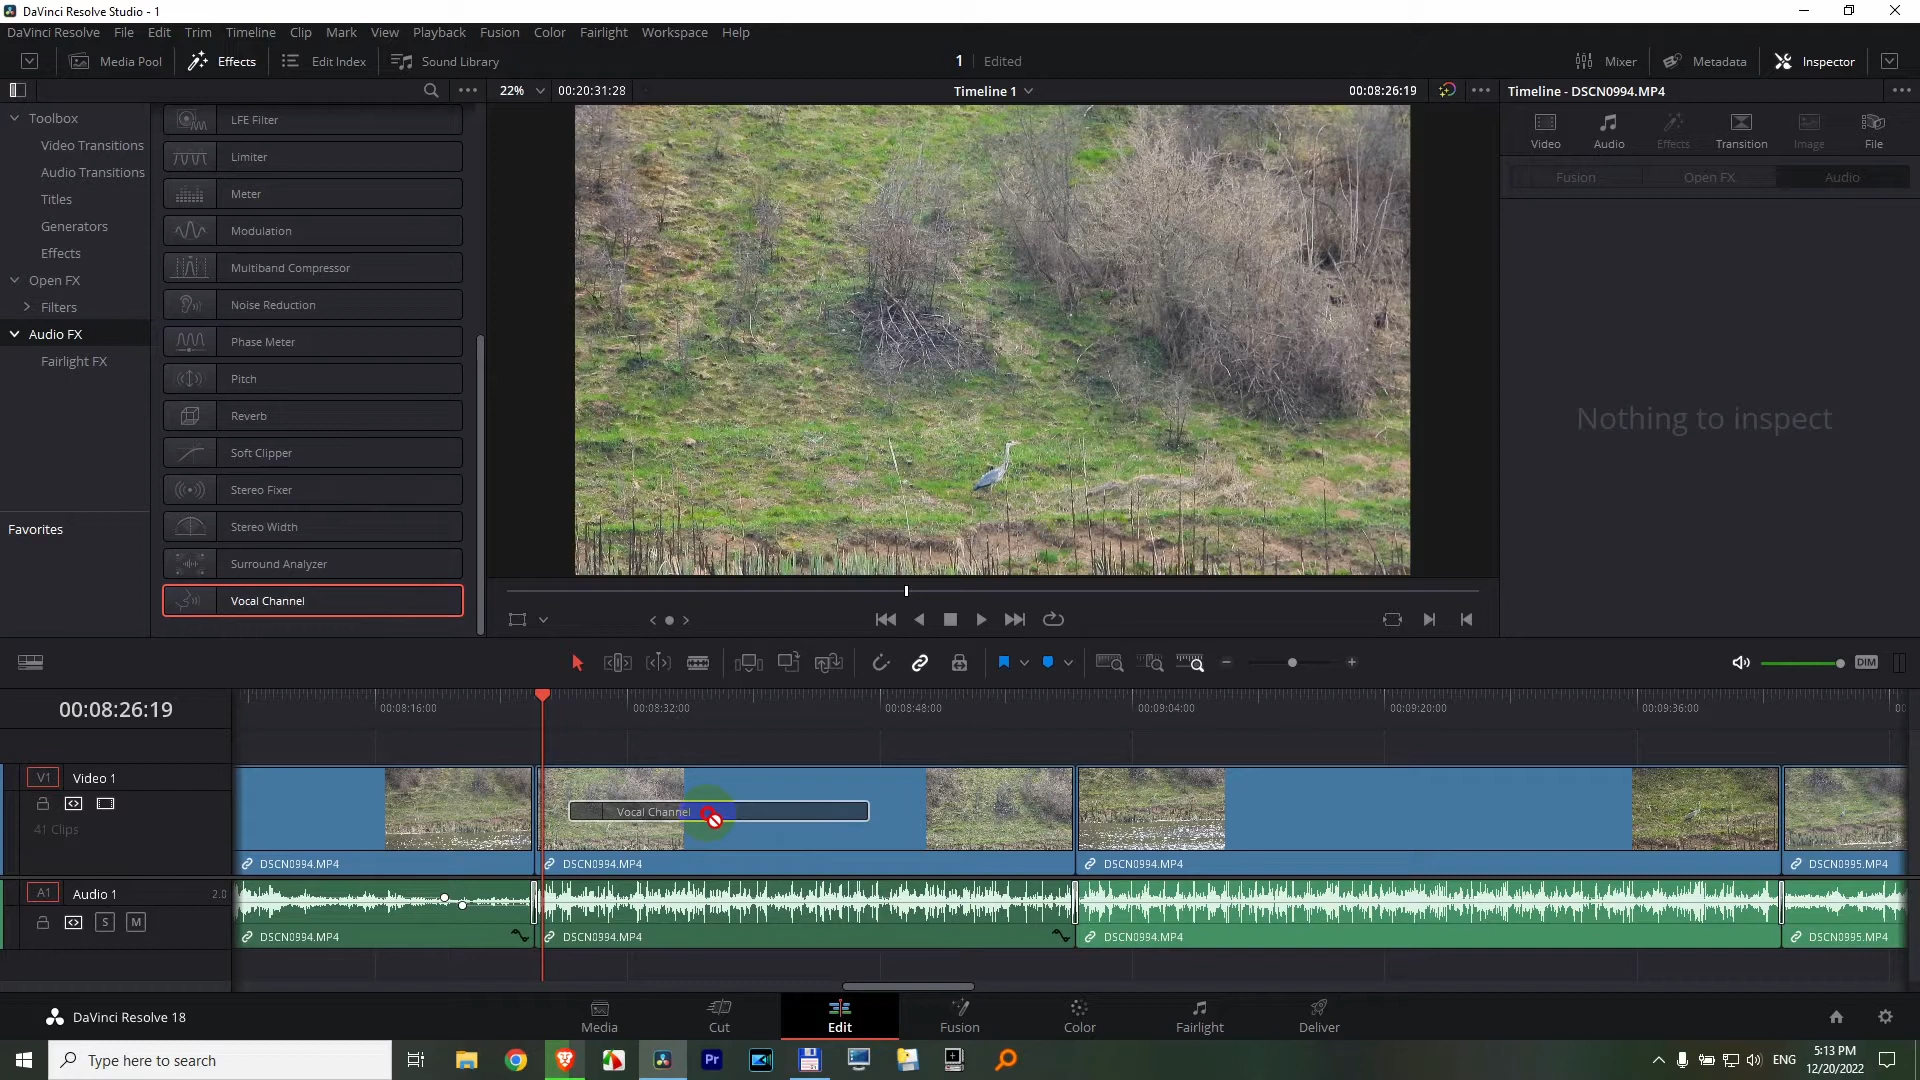 DaVinci Resolve Studio - 1
DaVinci Resolve File Edit Trim Timeline Clip Mark View Playback Fusion Color Fairlight Workspace Help
Media Pool Effects Edit Index Sound Library 1 Edited Mixer Metadata Inspector
22% 00:20:31:28 Timeline 1 00:08:26:19 Timeline - DSCN0994.MP4
Toolbox
Video Transitions
Audio Transitions
Titles
Generators
Effects
Open FX
Filters
Audio FX
Fairlight FX
Favorites
LFE Filter
Limiter
Meter
Modulation
Multiband Compressor
Noise Reduction
Phase Meter
Pitch
Reverb
Soft Clipper
Stereo Fixer
Stereo Width
Surround Analyzer
Vocal Channel
Video Audio Effects Transition Image File
Fusion Open FX Audio
Nothing to inspect
DIM
00:08:26:19
00:08:16:00 00:08:32:00 00:08:48:00 00:09:04:00 00:09:20:00 00:09:36:00 00
V1 Video 1
41 Clips
Vocal Channel
DSCN0994.MP4 DSCN0994.MP4 DSCN0994.MP4 DSCN0995.MP4
A1 Audio 1 2.0
S M
DSCN0994.MP4 DSCN0994.MP4 DSCN0994.MP4 DSCN0995.MP4
DaVinci Resolve 18
Media Cut Edit Fusion Color Fairlight Deliver
Type here to search
Pr
ENG
5:13 PM
12/20/2022